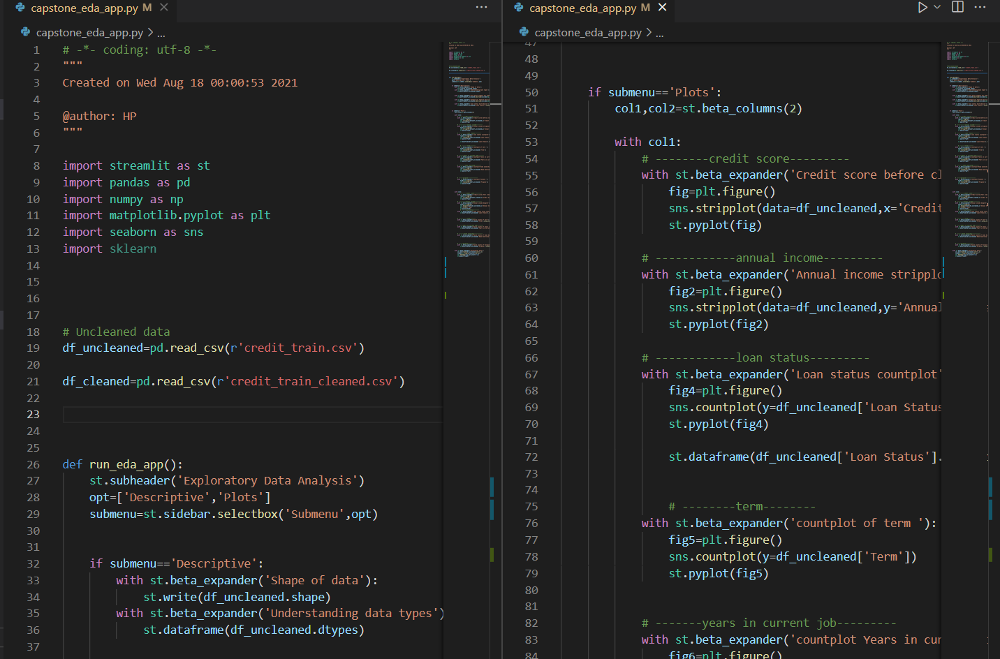 capstone_eda_app.py M
capstone_eda_app.py > ...
1 # -*- coding: utf-8 -*-
2 """
3 Created on Wed Aug 18 00:00:53 2021
4
5 @author: HP
6 """
7
8 import streamlit as st
9 import pandas as pd
10 import numpy as np
11 import matplotlib.pyplot as plt
12 import seaborn as sns
13 import sklearn
14
15
16
17
18 # Uncleaned data
19 df_uncleaned=pd.read_csv(r'credit_train.csv')
20
21 df_cleaned=pd.read_csv(r'credit_train_cleaned.csv')
22
23
24
25
26 def run_eda_app():
27 st.subheader('Exploratory Data Analysis')
28 opt=['Descriptive','Plots']
29 submenu=st.sidebar.selectbox('Submenu',opt)
30
31
32 if submenu=='Descriptive':
33 with st.beta_expander('Shape of data'):
34 st.write(df_uncleaned.shape)
35 with st.beta_expander('Understanding data types')
36 st.dataframe(df_uncleaned.dtypes)
37
capstone_eda_app.py M
capstone_eda_app.py > ...
47
48
49
50 if submenu=='Plots':
51 col1,col2=st.beta_columns(2)
52
53 with col1:
54 # --------credit score---------
55 with st.beta_expander('Credit score before cl
56 fig=plt.figure()
57 sns.stripplot(data=df_uncleaned,x='Credit
58 st.pyplot(fig)
59
60 # ------------annual income---------
61 with st.beta_expander('Annual income stripplo
62 fig2=plt.figure()
63 sns.stripplot(data=df_uncleaned,y='Annual
64 st.pyplot(fig2)
65
66 # ------------loan status---------
67 with st.beta_expander('Loan status countplot'
68 fig4=plt.figure()
69 sns.countplot(y=df_uncleaned['Loan Status
70 st.pyplot(fig4)
71
72 st.dataframe(df_uncleaned['Loan Status'].
73
74
75 # --------term--------
76 with st.beta_expander('countplot of term '):
77 fig5=plt.figure()
78 sns.countplot(y=df_uncleaned['Term'])
79 st.pyplot(fig5)
80
81
82 # -------years in current job---------
83 with st.beta_expander('countplot Years in cur
84 fig6=plt.figure()